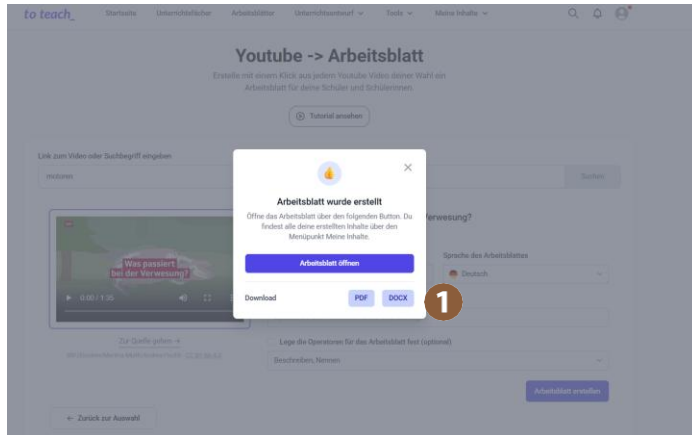 to teach_ Startseite Unterrichtsfächer Arbeitsblätter Unterrichtsentwurf Tools Meine Inhalte
Youtube -> Arbeitsblatt
Erstelle mit einem Klick aus jedem Youtube Video deiner Wahl ein
Arbeitsblatt für deine Schüler und Schülerinnen.
Tutorial ansehen
Link zum Video oder Suchbegriff eingeben
Suchen
Arbeitsblatt wurde erstellt
Öffne das Arbeitsblatt über den folgenden Button. Du
findest alle deine erstellten Inhalte über den
Menüpunkt Meine Inhalte.
Arbeitsblatt öffnen
Download PDF DOCX
1
Was passiert
bei der Verwesung?
0:00 / 1:35
Verwesung?
Sprache des Arbeitsblattes
Deutsch
Zur Quelle gehen
Lege die Operatoren für das Arbeitsblatt fest (optional)
Beschreiben, Nennen
Arbeitsblatt erstellen
← Zurück zur Auswahl